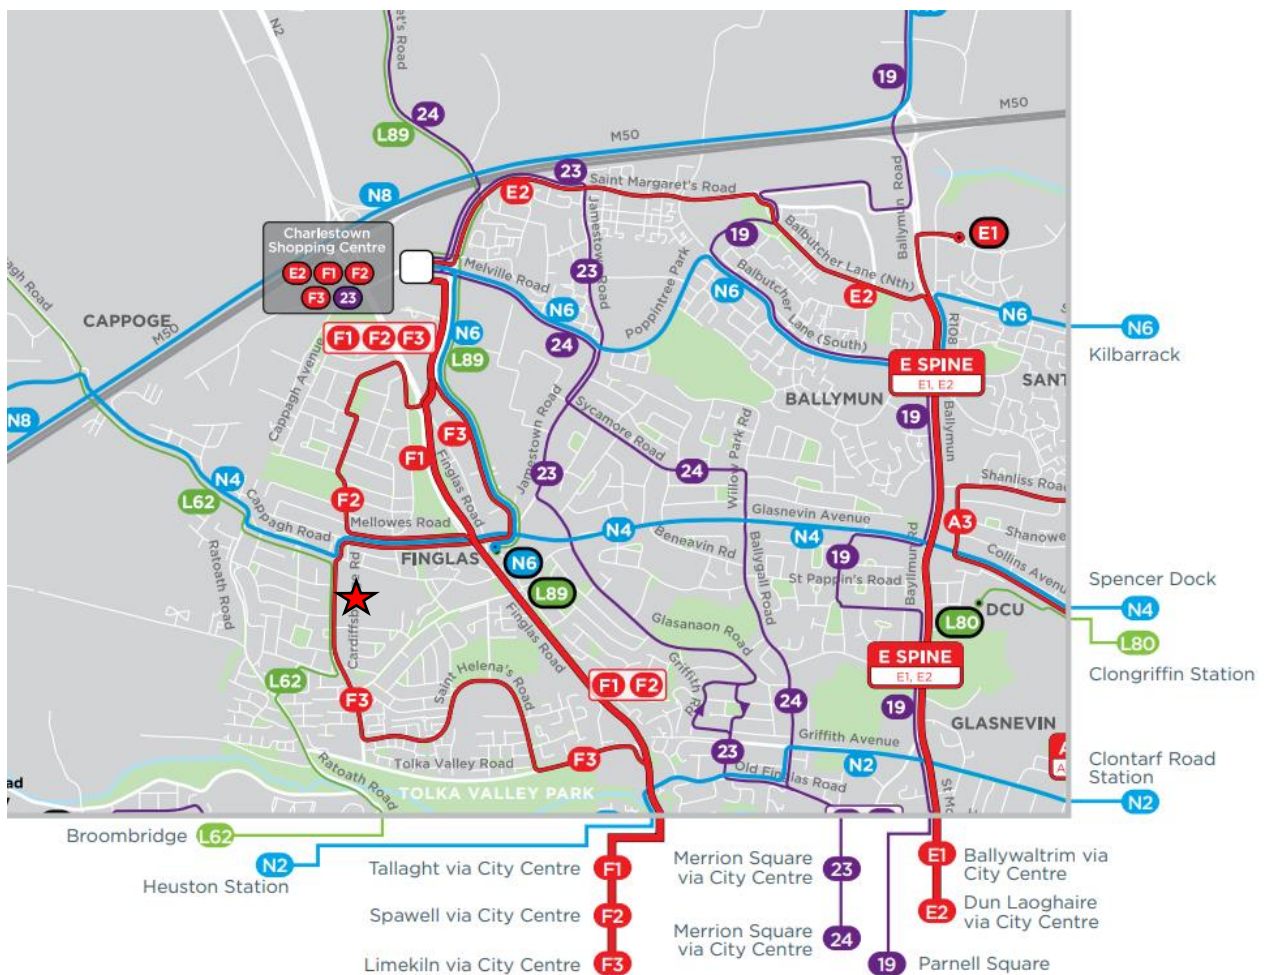 N2
et's Road
19
24
L89
M50
M50
23
Saint Margaret's Road
E2
N8
Jamestown Road
Ballymun Road
Charlestown
Shopping Centre
E2 F1 F2
F3 23
19
E1
Melville Road
23
Balbutcher Lane (Nth)
E2
agh Road
Poppintree Park
N6
Balbutcher
Lane (South)
N6
R108
N6
N6
Kilbarrack
CAPPOGE
M50
F1 F2 F3
N6
L89
24
E SPINE
E1, E2
SANT
BALLYMUN
Cappagh Avenue
N8
19
Ballymun
Jamestown Road
Sycamore Road
Willow Park Rd
F3
F1
Finglas Road
23
24
Shanliss Road
N4
L62
F2
Cappagh Road
Mellowes Road
Glasnevin Avenue
A3
Shanowe
N4
N4
Beneavin Rd
FINGLAS
N6
19
Collins Avenue
Ratoath Road
St Pappin's Road
Ballygall Road
Spencer Dock
N4
L89
Cardiffsb
e Rd
DCU
L80
L80
Clongriffin Station
Finglas Road
Glasanaon Road
E SPINE
E1, E2
L62
Saint Helena's Road
Griffith Rd
F1 F2
F3
24
19
GLASNEVIN
Griffith Avenue
23
N2
Clontarf Road
Station
N2
Tolka Valley Road
F3
Old Finglas Road
Ratoath Road
TOLKA VALLEY PARK
ad
Broombridge L62
N2
Heuston Station
Tallaght via City Centre F1
Spawell via City Centre F2
Limekiln via City Centre F3
Merrion Square
via City Centre 23
Merrion Square
via City Centre 24
E1 Ballywaltrim via
City Centre
E2 Dun Laoghaire
via City Centre
19 Parnell Square